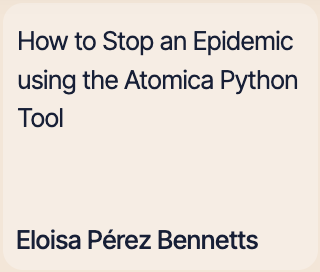 How to Stop an Epidemic
using the Atomica Python
Tool
Eloisa Pérez Bennetts